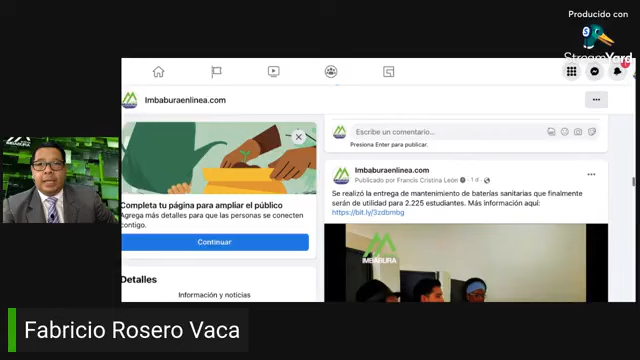 Producido con
StreamYard
Imbaburaenlinea.com
Completa tu página para ampliar el público
Agrega más detalles para que las personas se conecten
contigo.
Continuar
Detalles
Información y noticias
Escribe un comentario...
Presiona Enter para publicar.
Imbaburaenlinea.com
Publicado por Francis Cristina León · 1 d ·
Se realizó la entrega de mantenimiento de baterías sanitarias que finalmente
serán de utilidad para 2.225 estudiantes. Más información aquí:
https://bit.ly/3zdbmbg
IMBABURA
IMBABURA
Fabricio Rosero Vaca